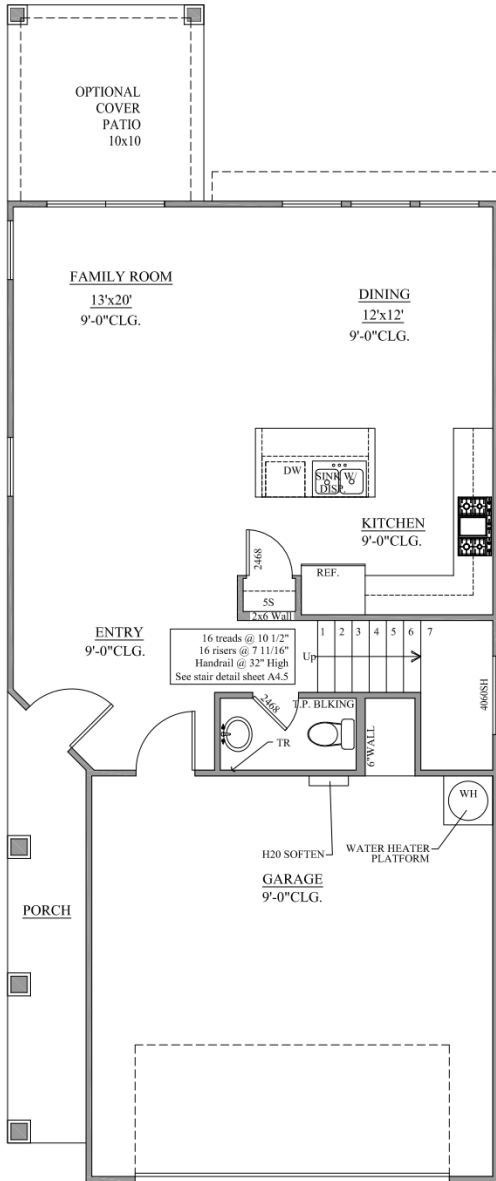 OPTIONAL
COVER
PATIO
10x10
FAMILY ROOM
13'x20'
9'-0"CLG.
DINING
12'x12'
9'-0"CLG.
DW
SINK W/
DISP.
KITCHEN
9'-0"CLG.
2468
REF.
5S
2x6 Wall
ENTRY
9'-0"CLG.
16 treads @ 10 1/2"
16 risers @ 7 11/16"
Handrail @ 32" High
See stair detail sheet A4.5
Up
1 2 3 4 5 6 7
4060SH
2468
T.P. BLKING
TR
6"WALL
H20 SOFTEN
WATER HEATER
PLATFORM
WH
GARAGE
9'-0"CLG.
PORCH